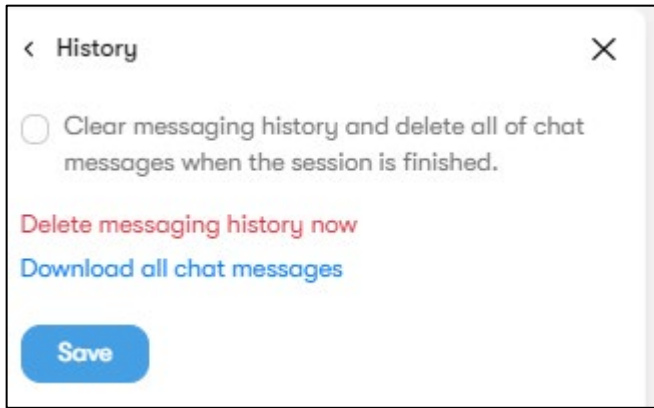 History
Clear messaging history and delete all of chat
messages when the session is finished.
Delete messaging history now
Download all chat messages
Save